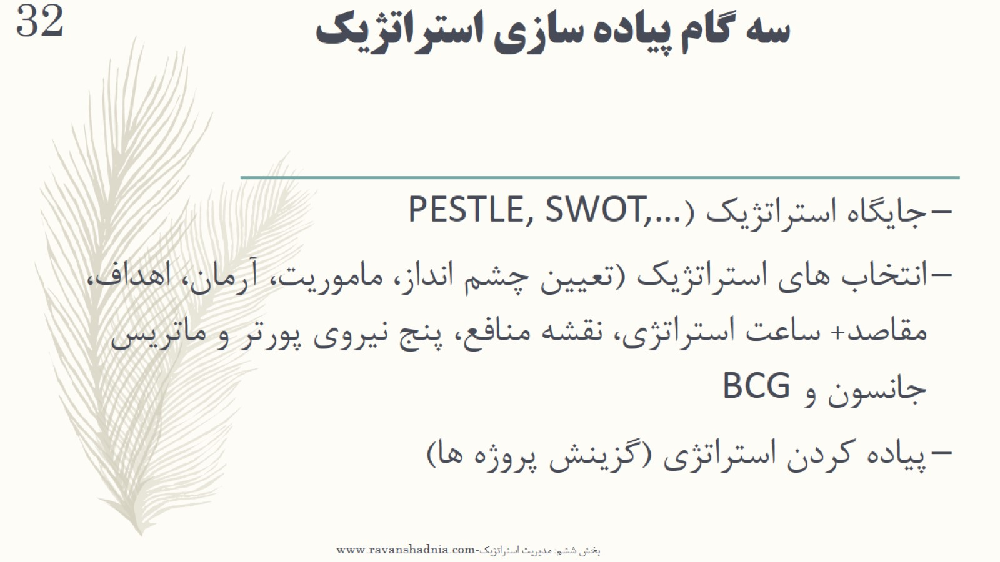 32
سه گام پیاده سازی استراتژیک
–جایگاه استراتژیک (PESTLE, SWOT,...
–انتخاب های استراتژیک (تعیین چشم انداز، ماموریت، آرمان، اهداف،
مقاصد+ ساعت استراتژی، نقشه منافع، پنج نیروی پورتر و ماتریس
جانسون و BCG
–پیاده کردن استراتژی (گزینش پروژه ها)
بخش ششم: مدیریت استراتژیک-www.ravanshadnia.com